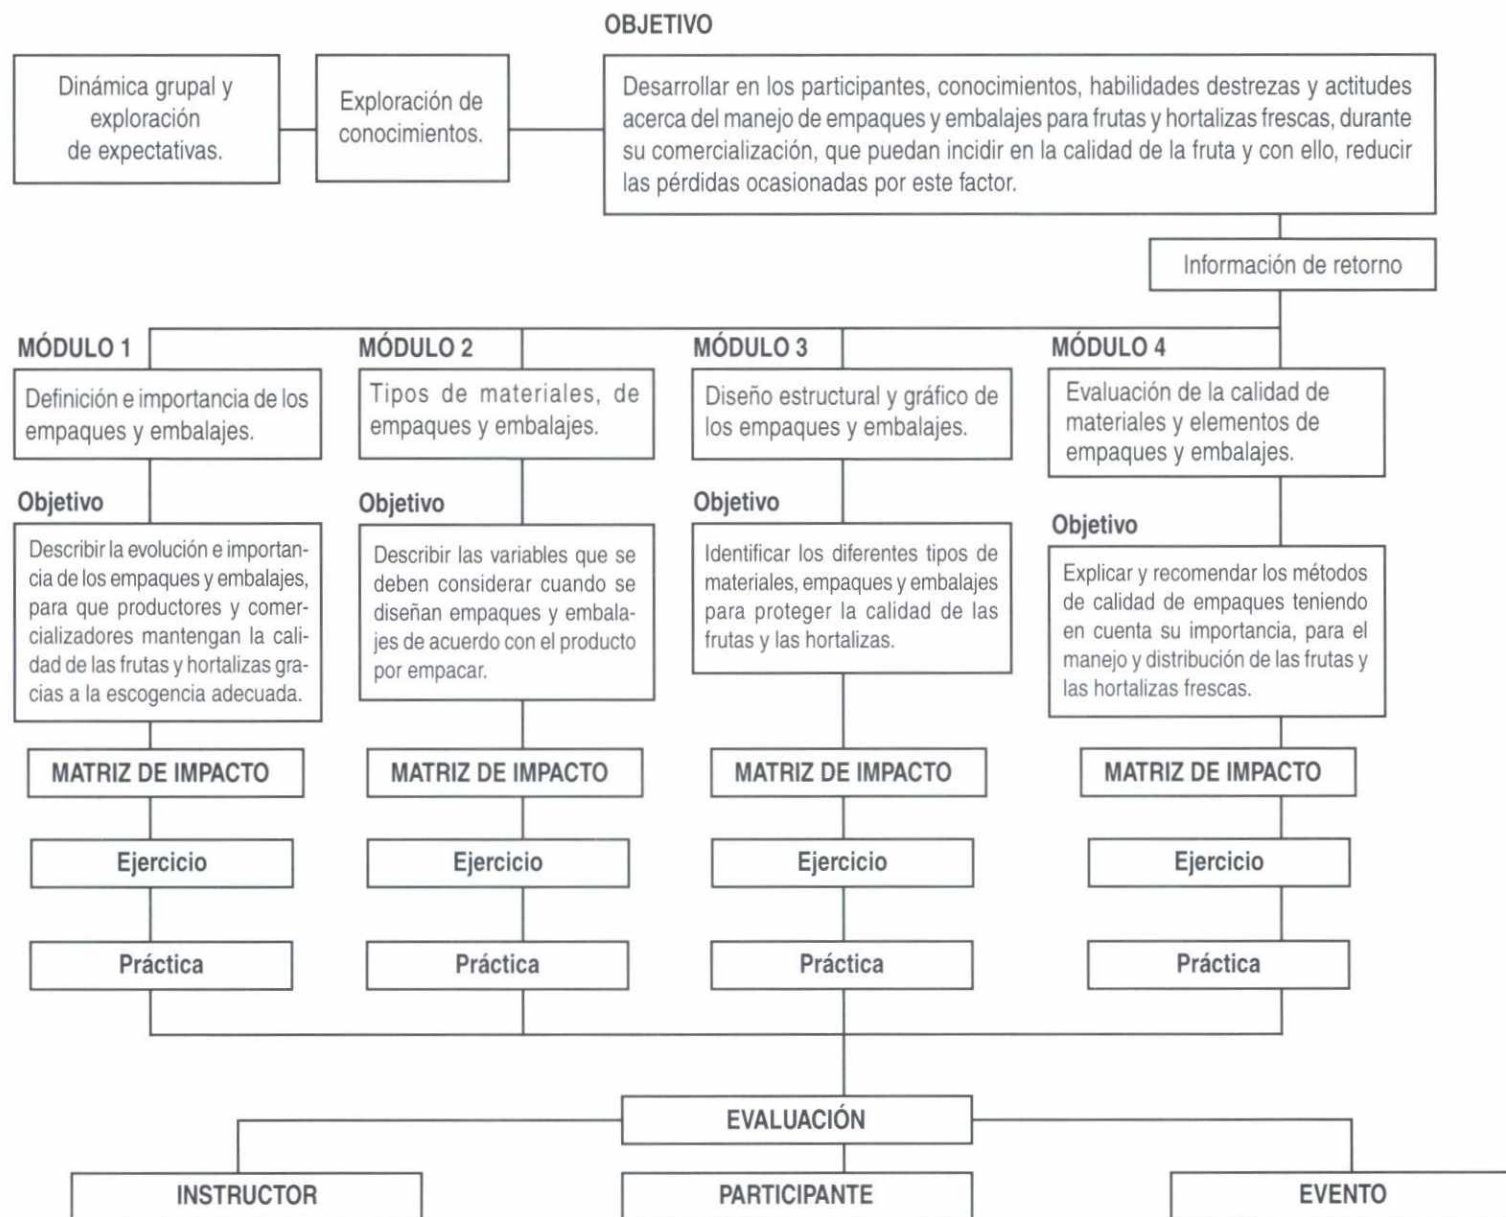 OBJETIVO
Dinámica grupal y
exploración
de expectativas.
Exploración de
conocimientos.
Desarrollar en los participantes, conocimientos, habilidades destrezas y actitudes
acerca del manejo de empaques y embalajes para frutas y hortalizas frescas, durante
su comercialización, que puedan incidir en la calidad de la fruta y con ello, reducir
las pérdidas ocasionadas por este factor.
Información de retorno
MÓDULO 1
Definición e importancia de los
empaques y embalajes.
Objetivo
Describir la evolución e importan-
cia de los empaques y embalajes,
para que productores y comer-
cializadores mantengan la cali-
dad de las frutas y hortalizas gra-
cias a la escogencia adecuada.
MATRIZ DE IMPACTO
Ejercicio
Práctica
MÓDULO 2
Tipos de materiales, de
empaques y embalajes.
Objetivo
Describir las variables que se
deben considerar cuando se
diseñan empaques y embala-
jes de acuerdo con el producto
por empacar.
MATRIZ DE IMPACTO
Ejercicio
Práctica
MÓDULO 3
Diseño estructural y gráfico de
los empaques y embalajes.
Objetivo
Identificar los diferentes tipos de
materiales, empaques y embalajes
para proteger la calidad de las
frutas y las hortalizas.
MATRIZ DE IMPACTO
Ejercicio
Práctica
MÓDULO 4
Evaluación de la calidad de
materiales y elementos de
empaques y embalajes.
Objetivo
Explicar y recomendar los métodos
de calidad de empaques teniendo
en cuenta su importancia, para el
manejo y distribución de las frutas y
las hortalizas frescas.
MATRIZ DE IMPACTO
Ejercicio
Práctica
EVALUACIÓN
INSTRUCTOR
PARTICIPANTE
EVENTO